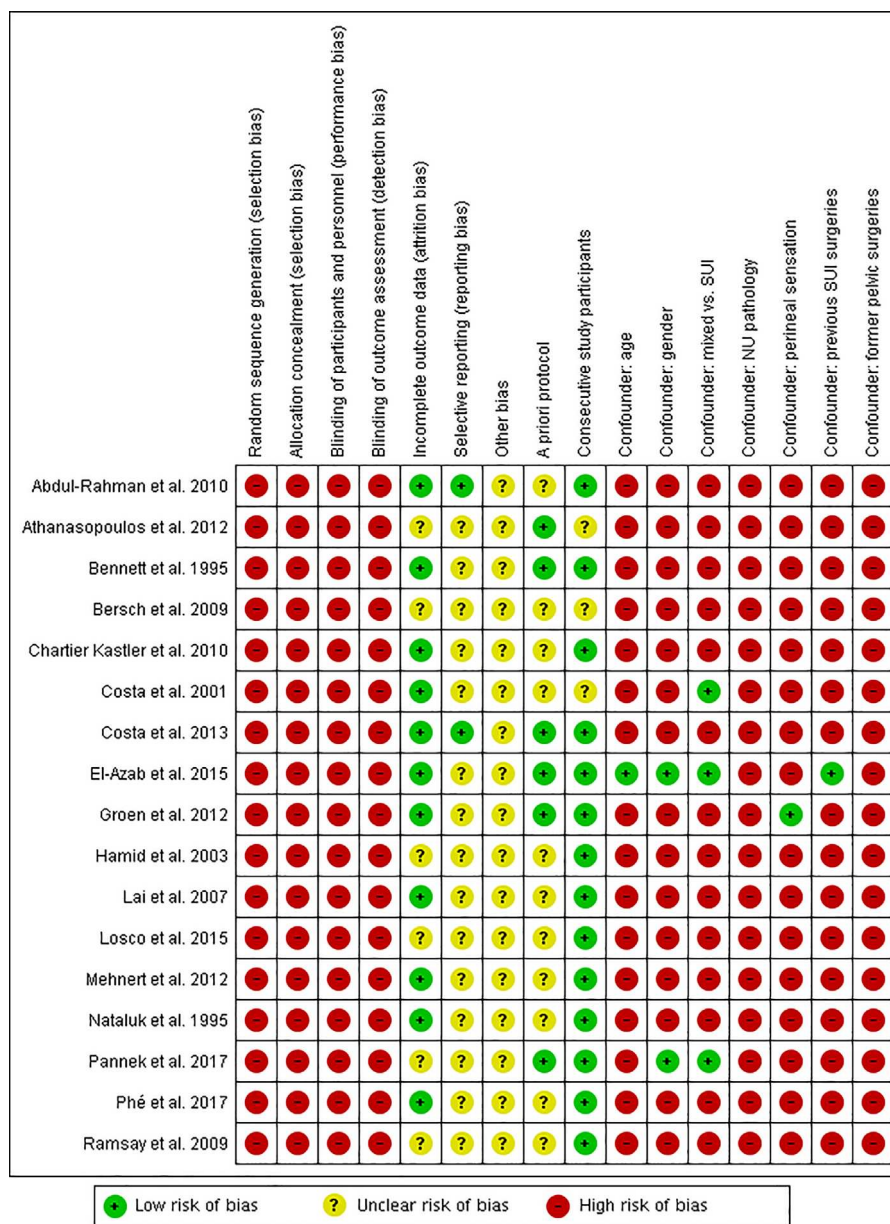 Random sequence generation (selection bias)
Allocation concealment (selection bias)
Blinding of participants and personnel (performance bias)
Blinding of outcome assessment (detection bias)
Incomplete outcome data (attrition bias)
Selective reporting (reporting bias)
Other bias
A priori protocol
Consecutive study participants
Confounder: age
Confounder: gender
Confounder: mixed vs. SUI
Confounder: NU pathology
Confounder: perineal sensation
Confounder: previous SUI surgeries
Confounder: former pelvic surgeries
Abdul-Rahman et al. 2010 - - - - + + ? ? + - - - - - - -
Athanasopoulos et al. 2012 - - - - ? ? ? + ? - - - - - - -
Bennett et al. 1995 - - - - + ? ? + + - - - - - - -
Bersch et al. 2009 - - - - ? ? ? ? ? - - - - - - -
Chartier Kastler et al. 2010 - - - - + ? ? ? + - - - - - - -
Costa et al. 2001 - - - - + ? ? ? ? - - + - - - -
Costa et al. 2013 - - - - + + ? + + - - - - - - -
El-Azab et al. 2015 - - - - + ? ? + + + + + - - + -
Groen et al. 2012 - - - - + ? ? + + - - - - + - -
Hamid et al. 2003 - - - - ? ? ? ? + - - - - - - -
Lai et al. 2007 - - - - + ? ? ? + - - - - - - -
Losco et al. 2015 - - - - ? ? ? ? + - - - - - - -
Mehnert et al. 2012 - - - - + ? ? ? + - - - - - - -
Nataluk et al. 1995 - - - - + ? ? ? + - - - - - - -
Pannek et al. 2017 - - - - ? ? ? + + - + + - - - -
Phé et al. 2017 - - - - + ? ? ? + - - - - - - -
Ramsay et al. 2009 - - - - ? ? ? ? + - - - - - - -
+ Low risk of bias ? Unclear risk of bias - High risk of bias